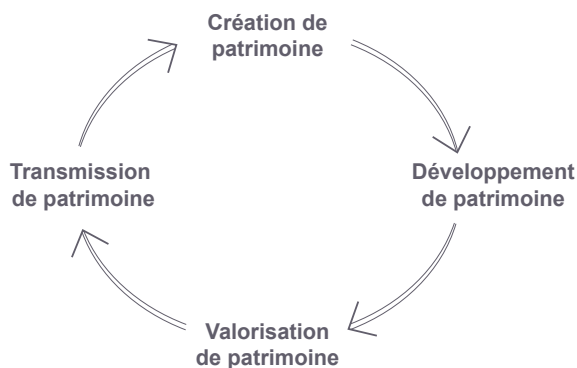 Création de
patrimoine
Transmission
de patrimoine
Développement
de patrimoine
Valorisation
de patrimoine